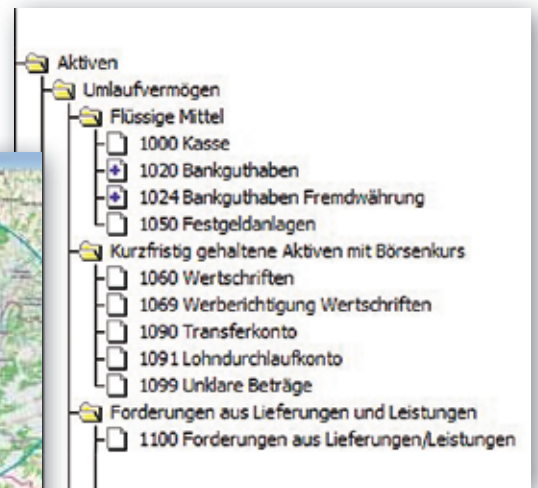 Aktiven
Umlaufvermögen
Flüssige Mittel
1000 Kasse
1020 Bankguthaben
1024 Bankguthaben Fremdwährung
1050 Festgeldanlagen
Kurzfristig gehaltene Aktiven mit Börsenkurs
1060 Wertschriften
1069 Werberichtigung Wertschriften
1090 Transferkonto
1091 Lohndurchlaufkonto
1099 Unklare Beträge
Forderungen aus Lieferungen und Leistungen
1100 Forderungen aus Lieferungen/Leistungen